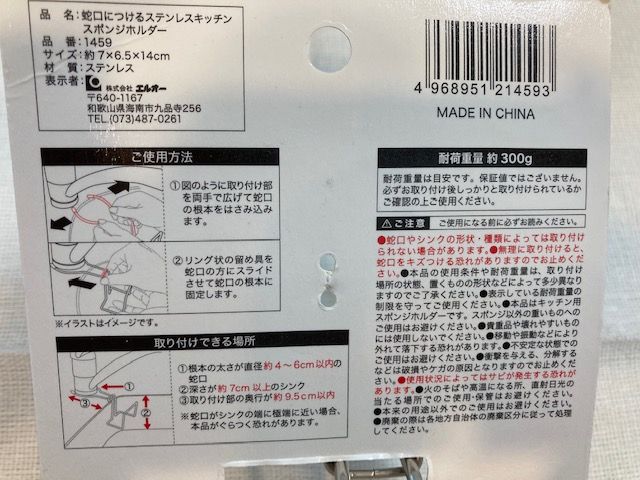 品　名：蛇口につけるステンレスキッチン
スポンジホルダー
品　番：1459
サイズ：約7×6.5×14cm
材　質：ステンレス
表示者：株式会社 エルオー
〒640-1167
和歌山県海南市九品寺256
TEL.(073)487-0261
4 968951 214593
MADE IN CHINA
ご使用方法
①図のように取り付け部
を両手で広げて蛇口
の根本をはさみ込み
ます。
②リング状の留め具を
蛇口の方にスライド
させて蛇口の根本に
固定します。
※イラストはイメージです。
取り付けできる場所
①根本の太さが直径約4〜6cm以内の
蛇口
②深さが約7cm以上のシンク
③取り付け部の奥行が約9.5cm以内
※蛇口がシンクの端に極端に近い場合、
本品がぐらつく恐れがあります。
①
③
②
耐荷重量 約300g
耐荷重量は目安です。保証値ではございません。
必ずお取り付け後しっかりと取り付けられているか
ご確認の上ご使用ください。
⚠ご注意 ご使用になる前に必ずお読みください。
●蛇口やシンクの形状・種類によっては取り付け
られない場合があります。●無理に取り付けると、
蛇口をキズつける恐れがありますのでお止めくだ
さい。●本品の使用条件や耐荷重量は、取り付け
場所の状態、置くものの形状などによって多少異なり
ますのでご了承ください。●表示している耐荷重量の
制限を守ってご使用ください。●本品はキッチン用
スポンジホルダーです。スポンジ以外の重いものへの
ご使用はお避けください。●貴重品や壊れやすいもの
には使用しないでください。●移動や振動などにより
外れて落下する恐れがあります。●不安定な状態での
ご使用はお避けください。●衝撃を与える、分解する
などは破損やケガの原因となりますのでお止めくだ
さい。●使用状況によってはサビが発生する恐れが
あります。●火のそばや高温になる所、直射日光の
当たる場所でのご使用・保管はお避けください。
●本来の用途以外でのご使用はお避けください。
●廃棄の際は各地方自治体の廃棄区分に従って処理
してください。